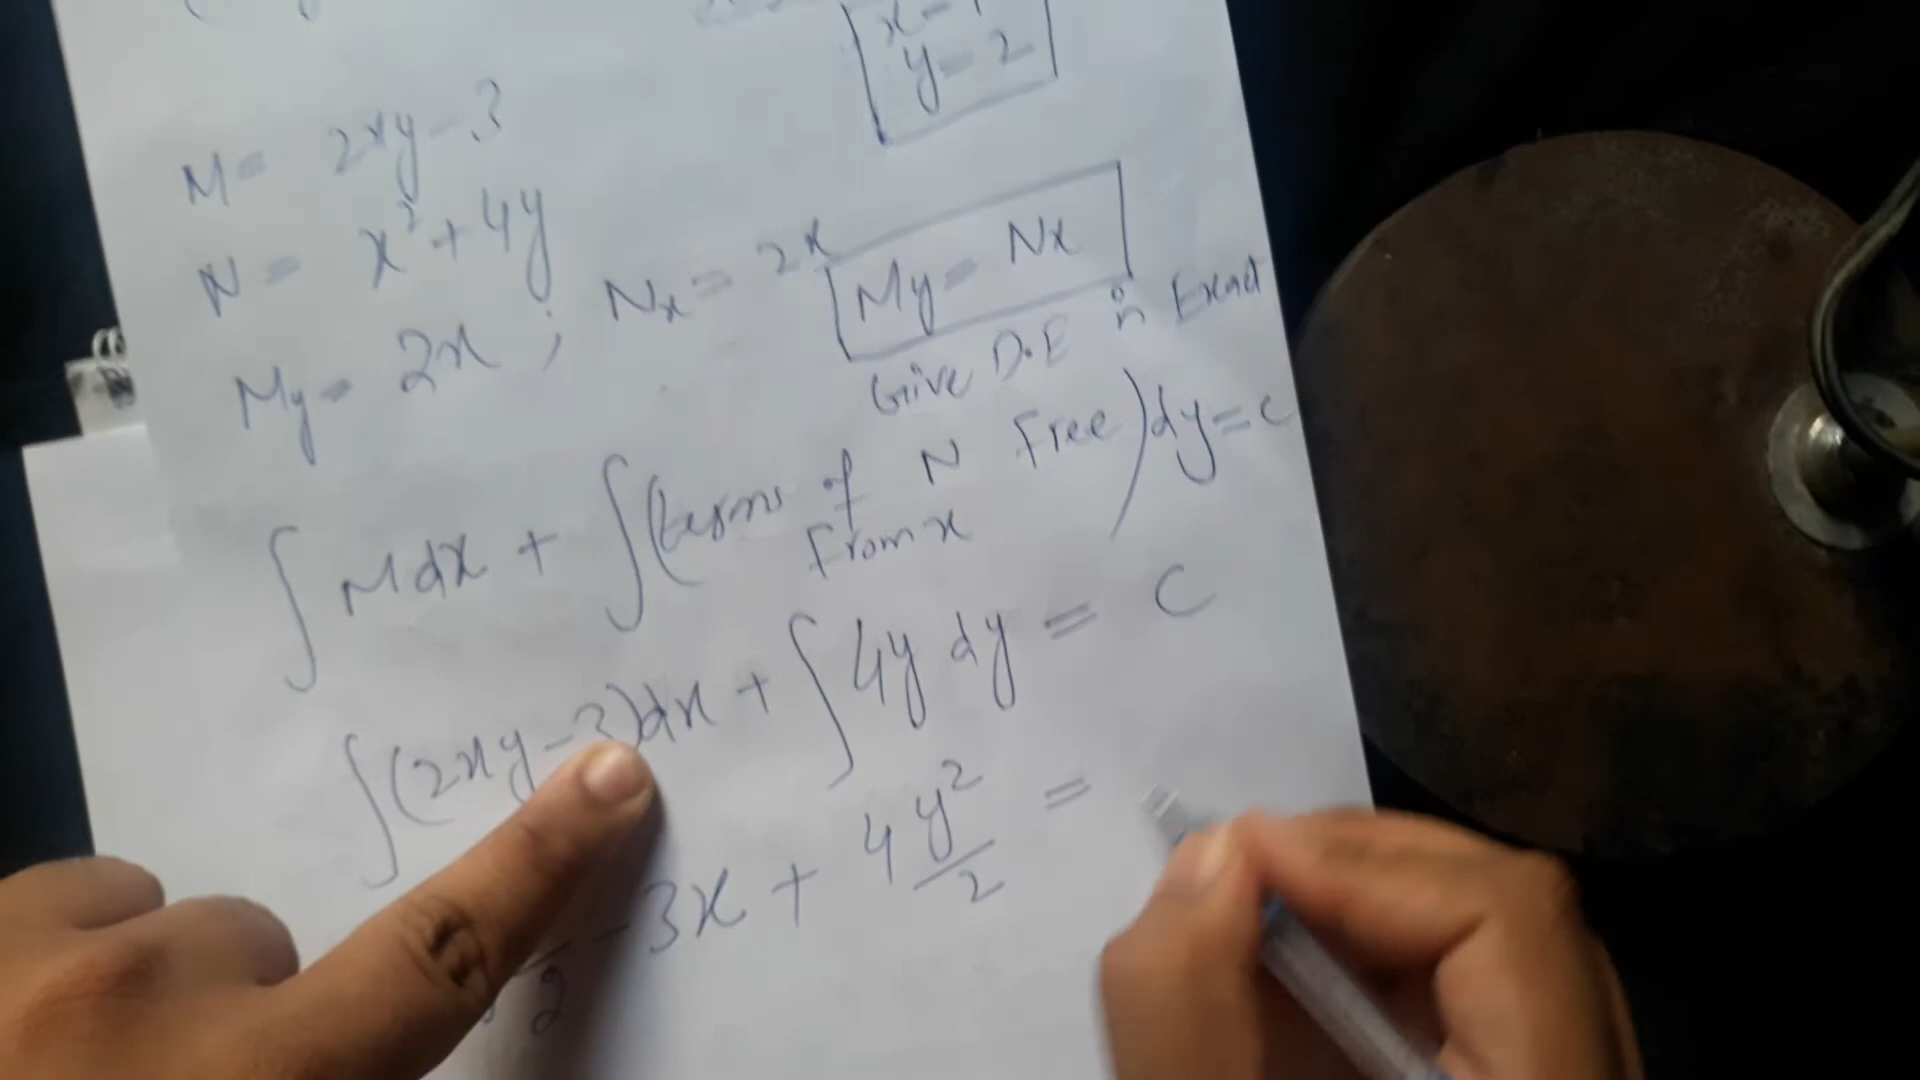 y = 2
M = 2xy - 3
N = x² + 4y
My = 2x ; Nx = 2x
My = Nx
Give D.E is Exact
∫ M dx + ∫ (terms of N Free From x) dy = c
∫ (2xy - 3) dx + ∫ 4y dy = C
- 3x + 4 y²/2 =